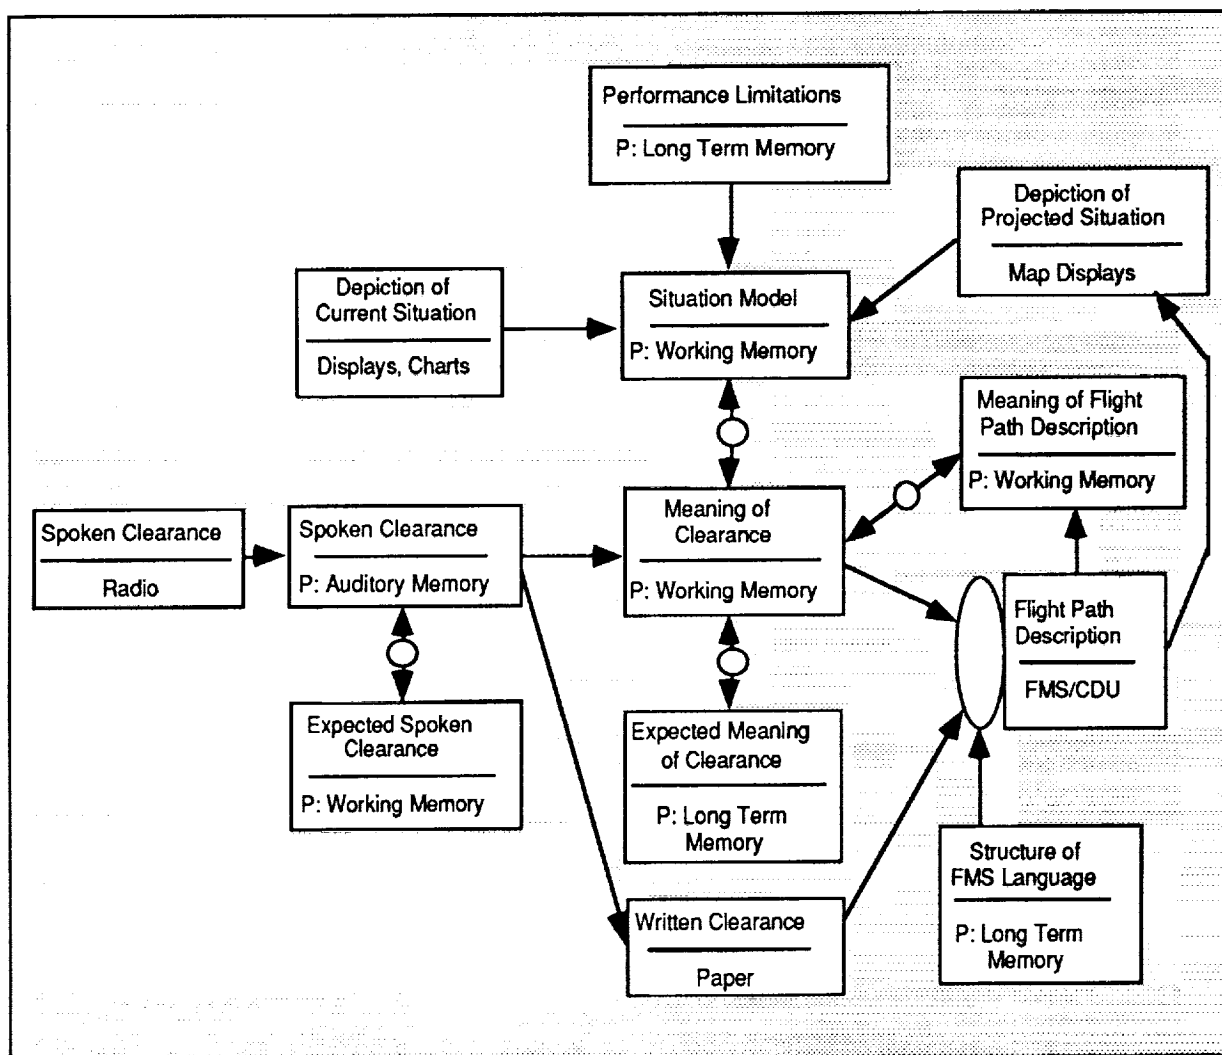 Performance Limitations
P: Long Term Memory
Depiction of
Projected Situation
Map Displays
Depiction of
Current Situation
Displays, Charts
Situation Model
P: Working Memory
Meaning of Flight
Path Description
P: Working Memory
Spoken Clearance
Radio
Spoken Clearance
P: Auditory Memory
Meaning of
Clearance
P: Working Memory
Flight Path
Description
FMS/CDU
Expected Spoken
Clearance
P: Working Memory
Expected Meaning
of Clearance
P: Long Term
Memory
Structure of
FMS Language
P: Long Term
Memory
Written Clearance
Paper